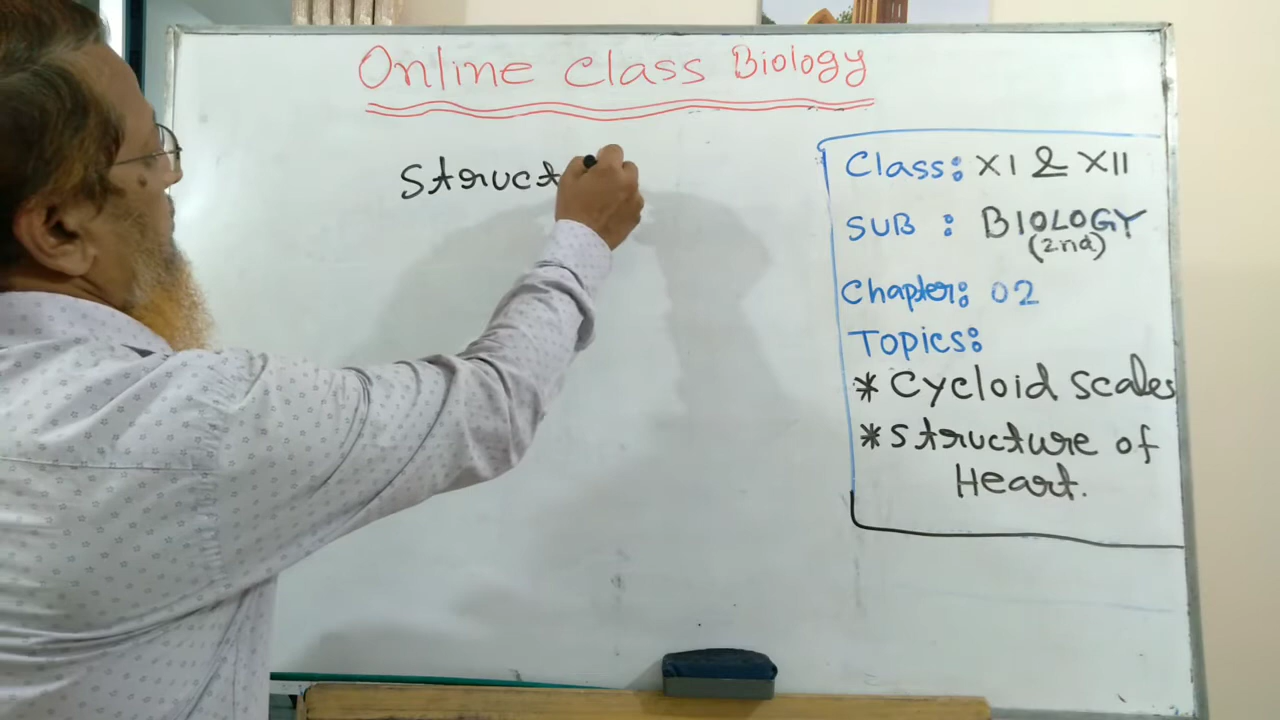 Online Class Biology
Struct
Class: XI & XII
SUB : BIOLOGY
(2nd)
Chapter: 02
Topics:
* Cycloid Scales
* Structure of
Heart.